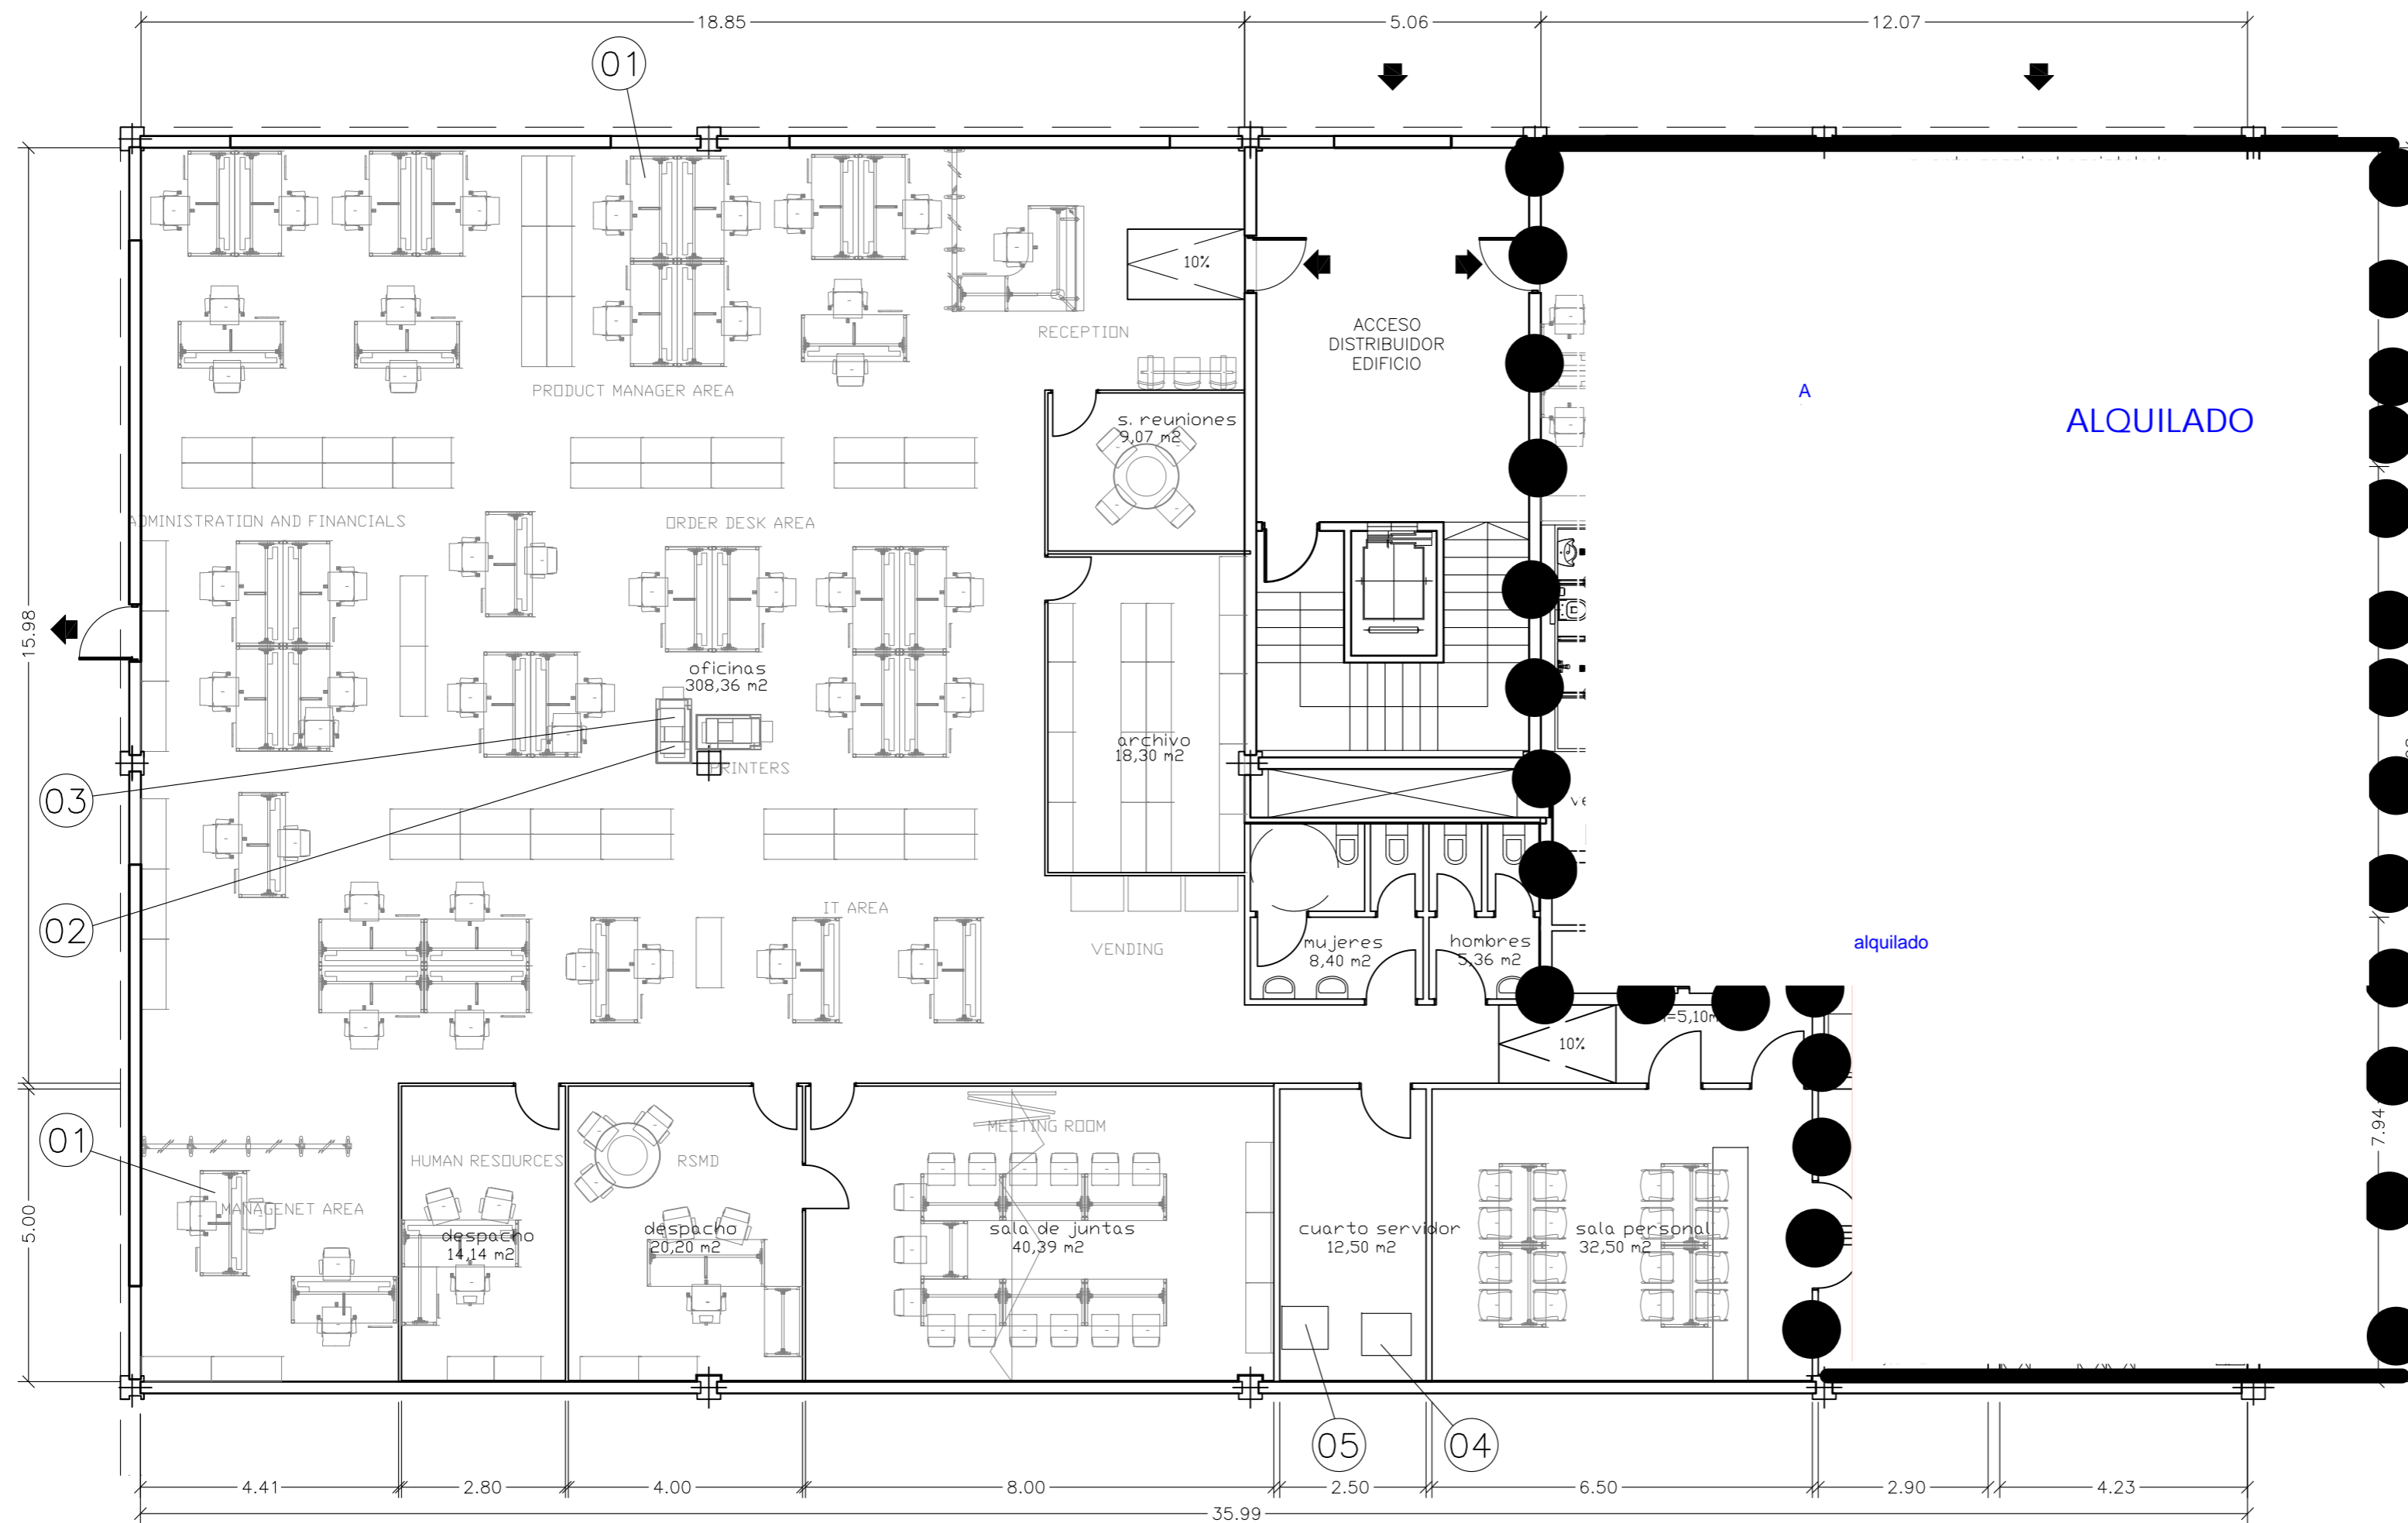 18.85
5.06
12.07
01
10%
RECEPTION
ACCESO
DISTRIBUIDOR
EDIFICIO
PRODUCT MANAGER AREA
A
ALQUILADO
s. reuniones
9,07 m2
ADMINISTRATION AND FINANCIALS
ORDER DESK AREA
15.98
oficinas
308,36 m2
archivo
18,30 m2
PRINTERS
03
02
IT AREA
VENDING
mujeres
8,40 m2
hombres
5,36 m2
alquilado
=5,10m
10%
01
MEETING ROOM
HUMAN RESOURCES
RSMD
7.94
5.00
MANAGENET AREA
despacho
14,14 m2
despacho
20,20 m2
sala de juntas
40,39 m2
cuarto servidor
12,50 m2
sala personal
32,50 m2
05
04
4.41
2.80
4.00
8.00
2.50
6.50
2.90
4.23
35.99